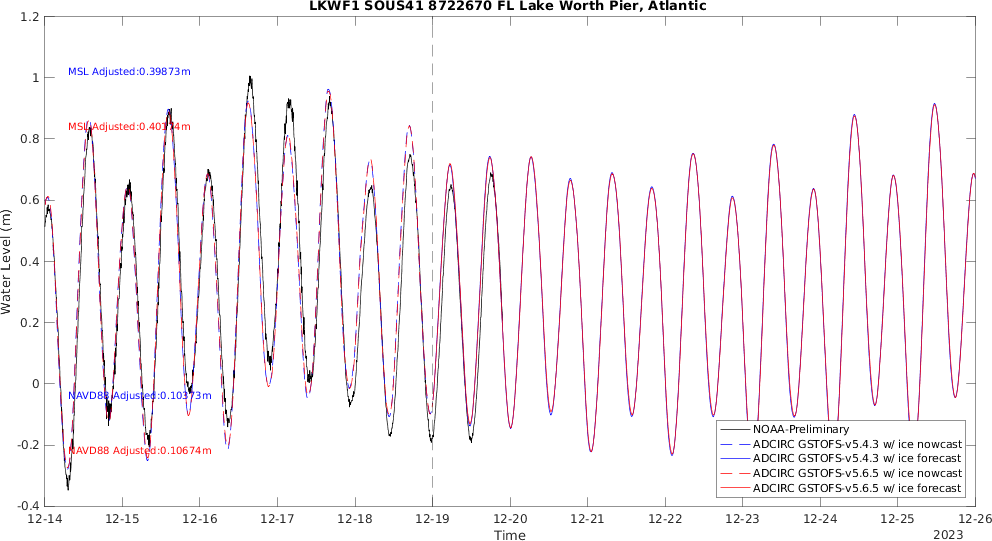 LKWF1 SOUS41 8722670 FL Lake Worth Pier, Atlantic
Water Level (m)
1.2
1
0.8
0.6
0.4
0.2
0
-0.2
-0.4
MSL Adjusted:0.39873m
MSL Adjusted:0.40174m
NAVD88 Adjusted:0.10373m
NAVD88 Adjusted:0.10674m
NOAA-Preliminary
ADCIRC GSTOFS-v5.4.3 w/ ice nowcast
ADCIRC GSTOFS-v5.4.3 w/ ice forecast
ADCIRC GSTOFS-v5.6.5 w/ ice nowcast
ADCIRC GSTOFS-v5.6.5 w/ ice forecast
12-14 12-15 12-16 12-17 12-18 12-19 12-20 12-21 12-22 12-23 12-24 12-25 12-26
Time
2023